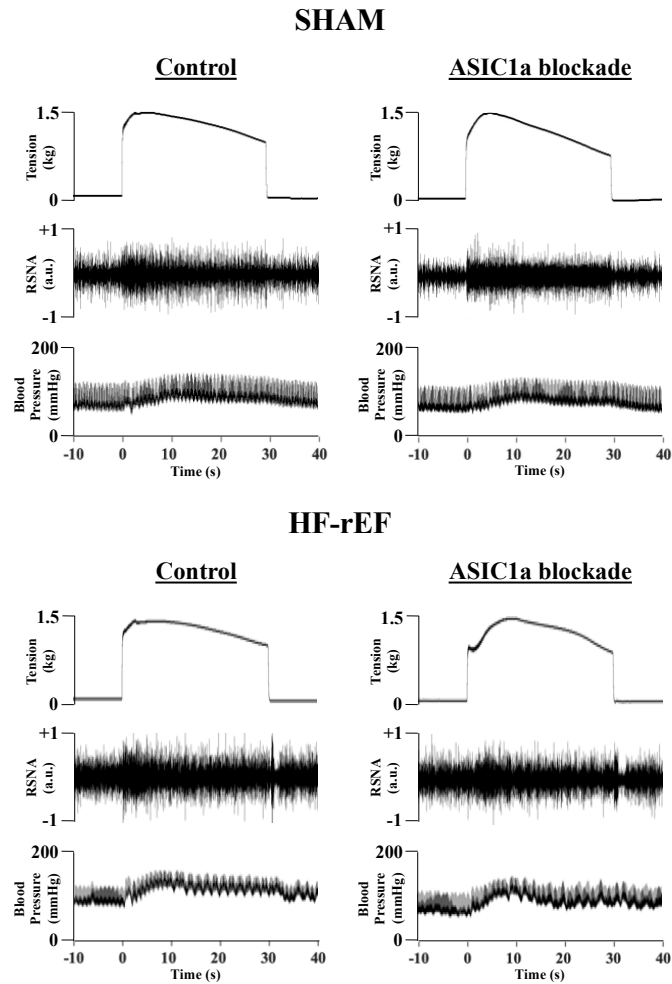 SHAM
Control
ASIC1a blockade
1.5
Tension
(kg)
0
1.5
Tension
(kg)
0
+1
RSNA
(a.u.)
-1
+1
RSNA
(a.u.)
-1
200
Blood
Pressure
(mmHg)
0
-10 0 10 20 30 40
Time (s)
200
Blood
Pressure
(mmHg)
0
-10 0 10 20 30 40
Time (s)
HF-rEF
Control
ASIC1a blockade
1.5
Tension
(kg)
0
1.5
Tension
(kg)
0
+1
RSNA
(a.u.)
-1
+1
RSNA
(a.u.)
-1
200
Blood
Pressure
(mmHg)
0
-10 0 10 20 30 40
Time (s)
200
Blood
Pressure
(mmHg)
0
-10 0 10 20 30 40
Time (s)